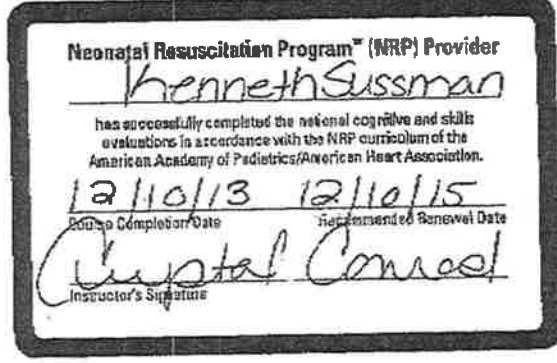 Neonatal Resuscitation Program™ (NRP) Provider
Kenneth Sussman
has successfully completed the national cognitive and skills
evaluations in accordance with the NRP curriculum of the
American Academy of Pediatrics/American Heart Association.
12/10/13 12/10/15
Course Completion Date Recommended Renewal Date
Crystal Conrad
Instructor's Signature